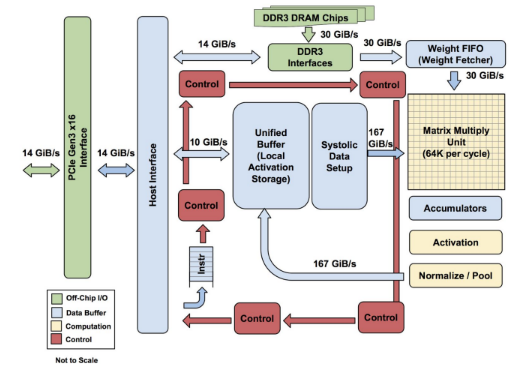 DDR3 DRAM Chips
30 GiB/s
14 GiB/s
DDR3
Interfaces
30 GiB/s
Weight FIFO
(Weight Fetcher)
30 GiB/s
Control
Control
PCIe Gen3 x16
Interface
14 GiB/s
14 GiB/s
Host Interface
10 GiB/s
Unified
Buffer
(Local
Activation
Storage)
Systolic
Data
Setup
167
GiB/s
Matrix Multiply
Unit
(64K per cycle)
Control
Accumulators
Activation
Instr
167 GiB/s
Normalize / Pool
Off-Chip I/O
Data Buffer
Computation
Control
Control
Control
Not to Scale